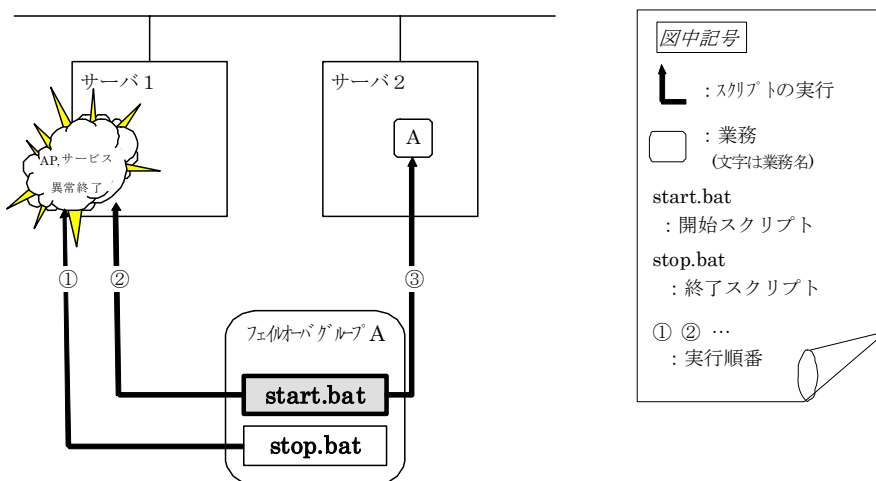 サーバ1
サーバ2
AP,サービス
異常終了
A
①
②
③
フェイルオーバグループA
start.bat
stop.bat
図中記号
:スクリプトの実行
:業務
(文字は業務名)
start.bat
:開始スクリプト
stop.bat
:終了スクリプト
① ② …
:実行順番